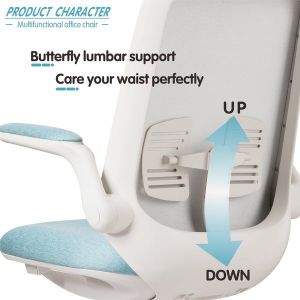 PRODUCT CHARACTER
Multifunctional office chair
Butterfly lumbar support
Care your waist perfectly
UP
DOWN